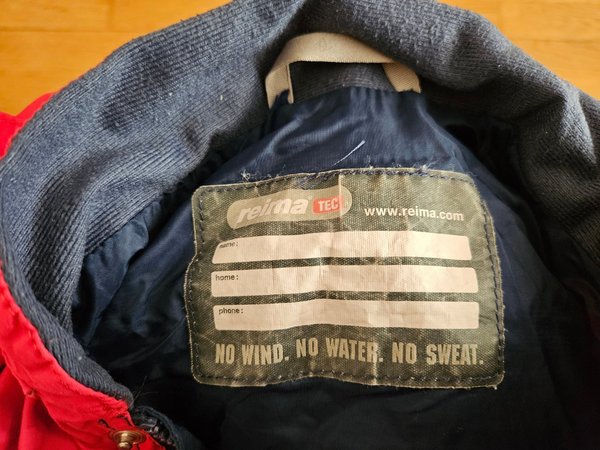 reima TEC www.reima.com
name:
home:
phone:
NO WIND. NO WATER. NO SWEAT.